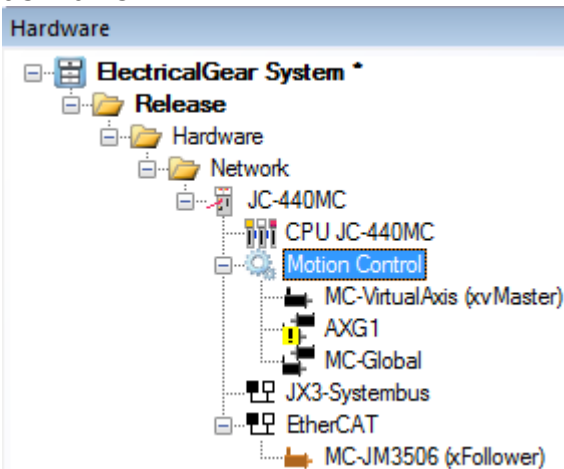 Hardware
ElectricalGear System *
Release
Hardware
Network
JC-440MC
CPU JC-440MC
Motion Control
MC-VirtualAxis (xvMaster)
AXG1
MC-Global
JX3-Systembus
EtherCAT
MC-JM3506 (xFollower)